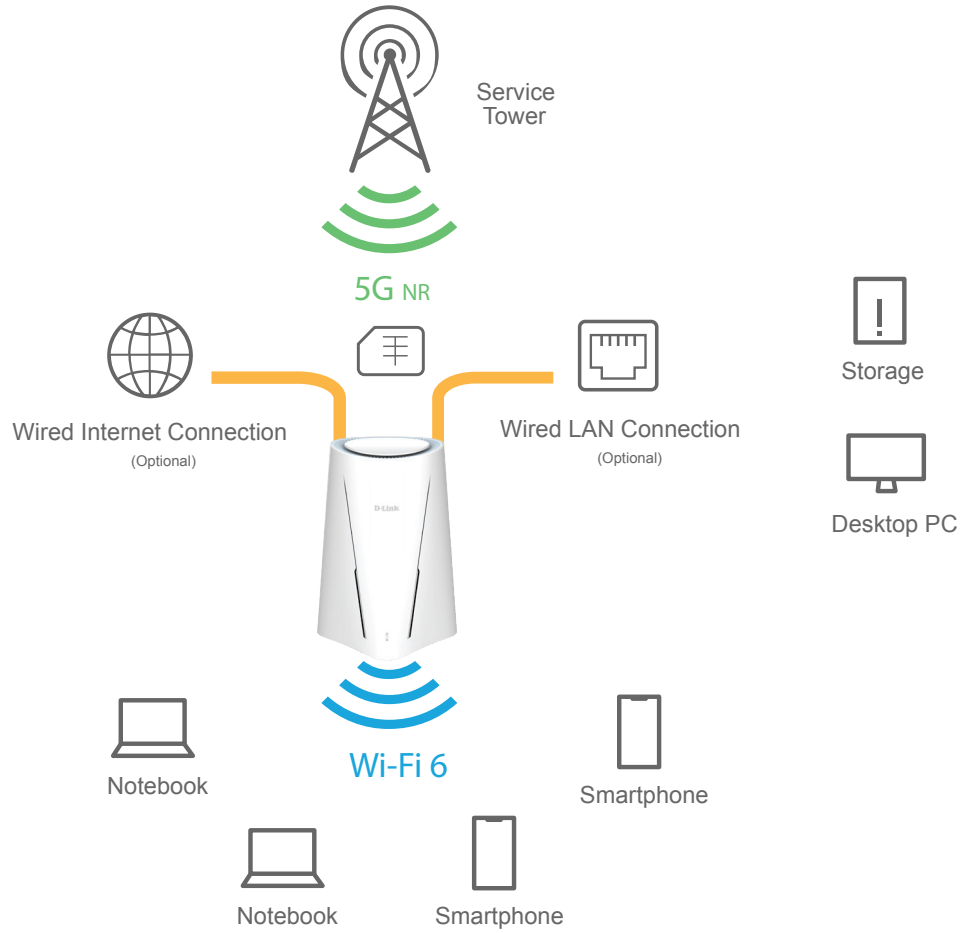 Service
Tower
5G NR
Wired Internet Connection
(Optional)
Wired LAN Connection
(Optional)
Storage
Desktop PC
D-Link
Wi-Fi 6
Notebook
Smartphone
Notebook
Smartphone